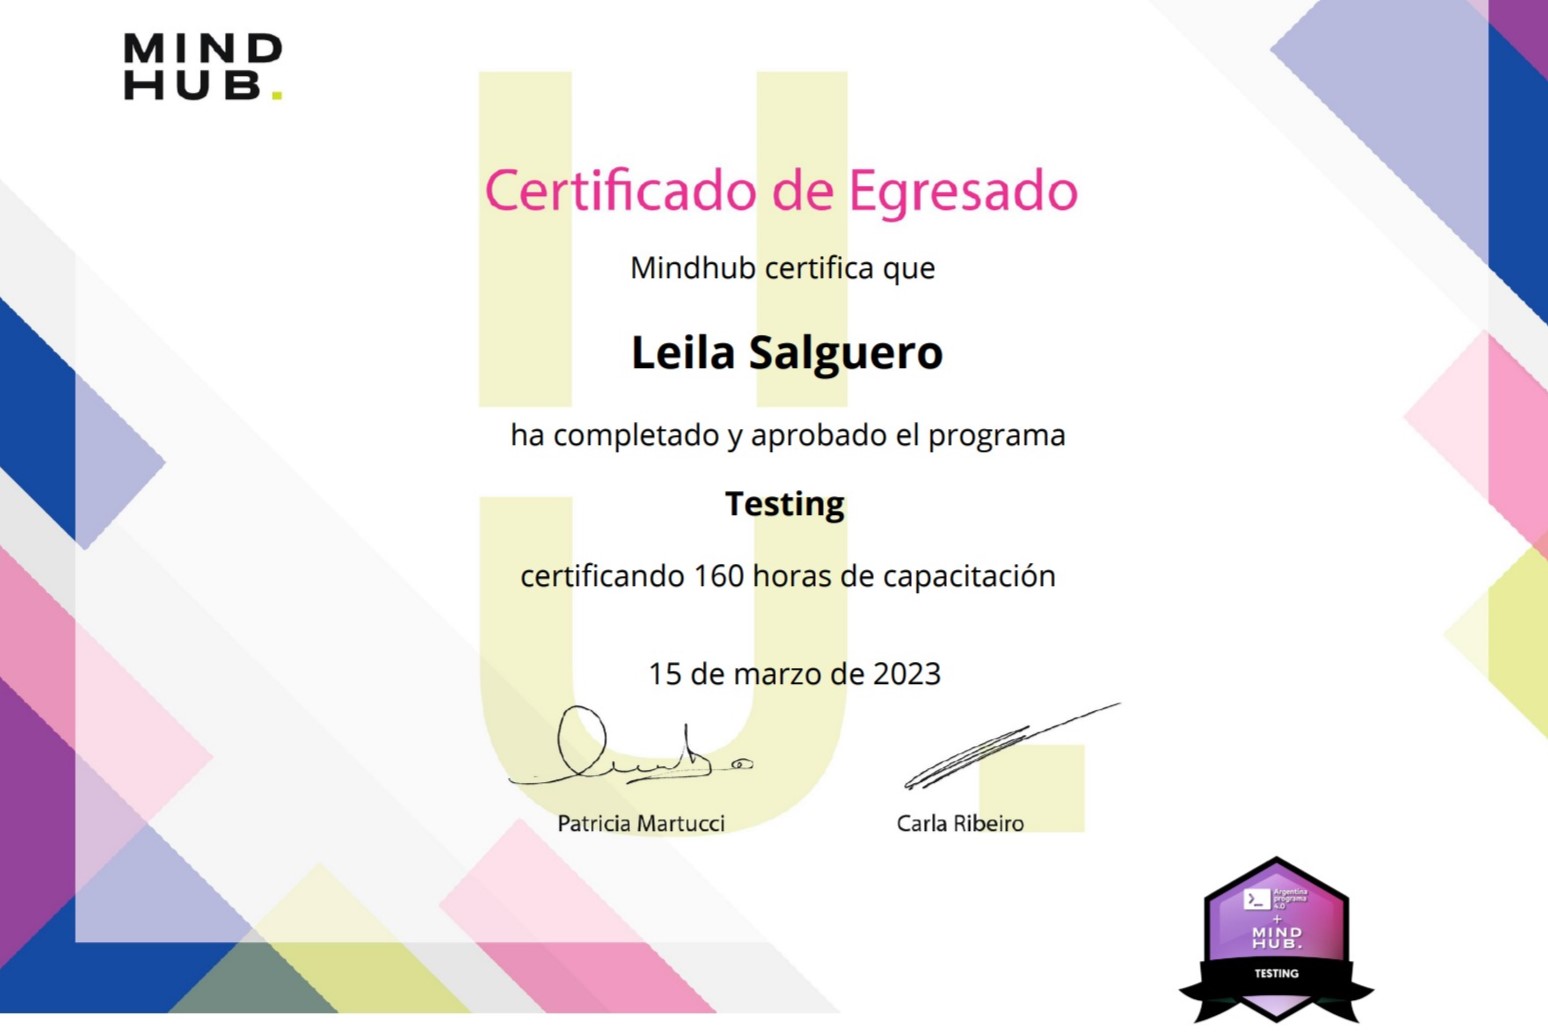 MIND
HUB.
Certificado de Egresado
Mindhub certifica que
Leila Salguero
ha completado y aprobado el programa
Testing
certificando 160 horas de capacitación
15 de marzo de 2023
Patricia Martucci
Carla Ribeiro
Argentina
programa
4.0
+
MIND
HUB.
TESTING